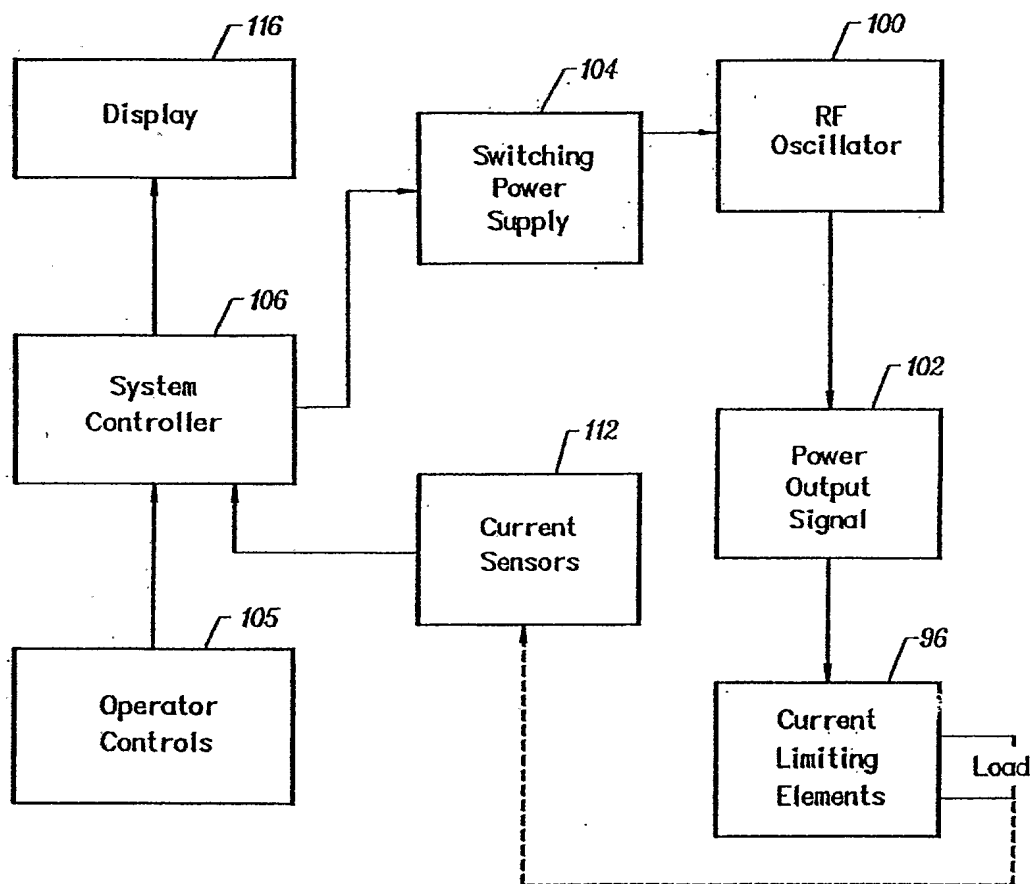 116
Display
104
Switching
Power
Supply
100
RF
Oscillator
106
System
Controller
112
Current
Sensors
102
Power
Output
Signal
105
Operator
Controls
96
Current
Limiting
Elements
Load